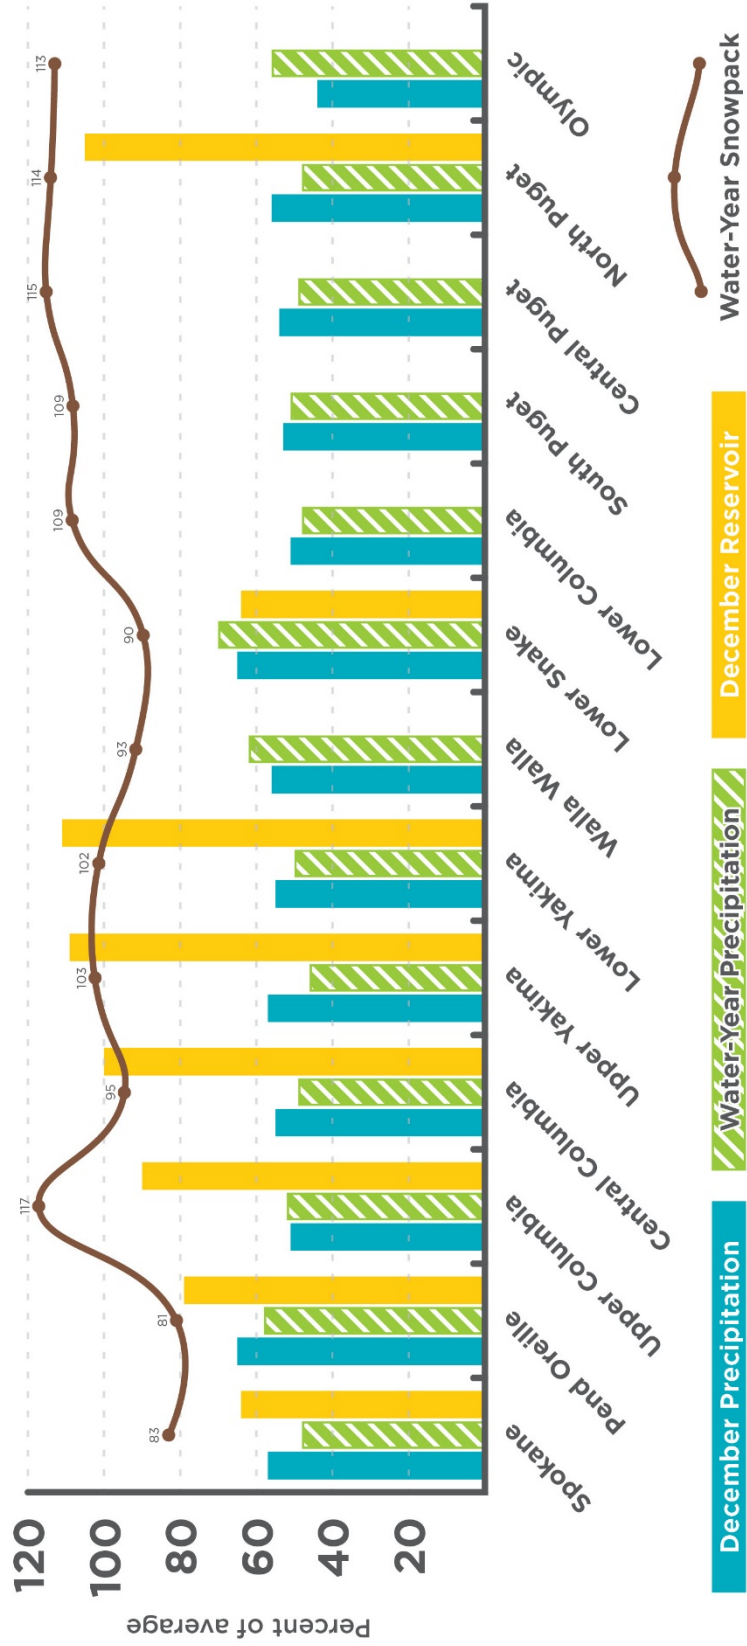 Percent of average
120
100
80
60
40
20
83
81
117
95
103
102
93
90
109
109
115
114
113
Spokane
Pend Oreille
Upper Columbia
Central Columbia
Upper Yakima
Lower Yakima
Walla Walla
Lower Snake
Lower Columbia
South Puget
Central Puget
North Puget
Olympic
December Precipitation
Water-Year Precipitation
December Reservoir
Water-Year Snowpack